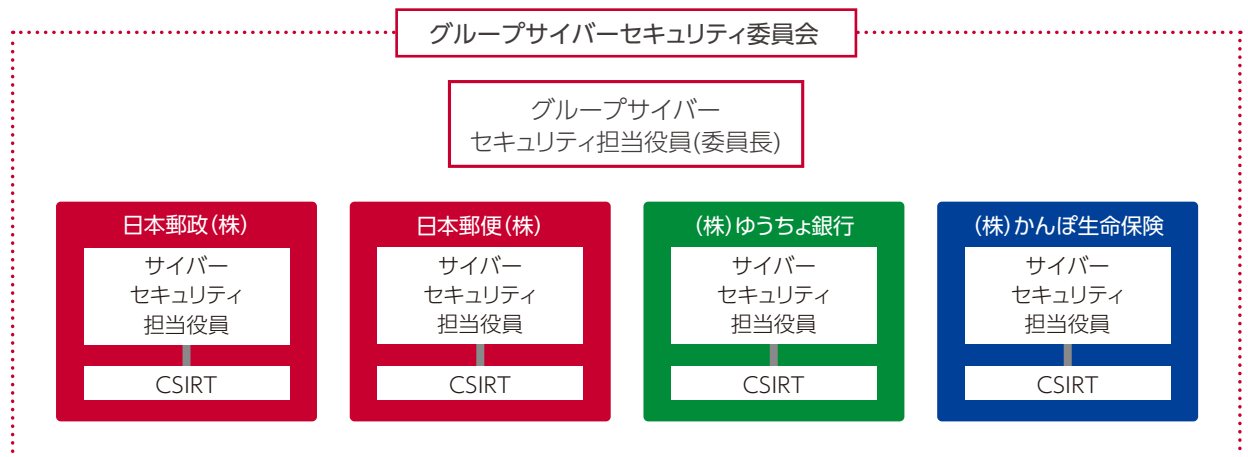 グループサイバーセキュリティ委員会
グループサイバー
セキュリティ担当役員(委員長)
日本郵政(株)
サイバー
セキュリティ
担当役員
CSIRT
日本郵便(株)
サイバー
セキュリティ
担当役員
CSIRT
(株)ゆうちょ銀行
サイバー
セキュリティ
担当役員
CSIRT
(株)かんぽ生命保険
サイバー
セキュリティ
担当役員
CSIRT